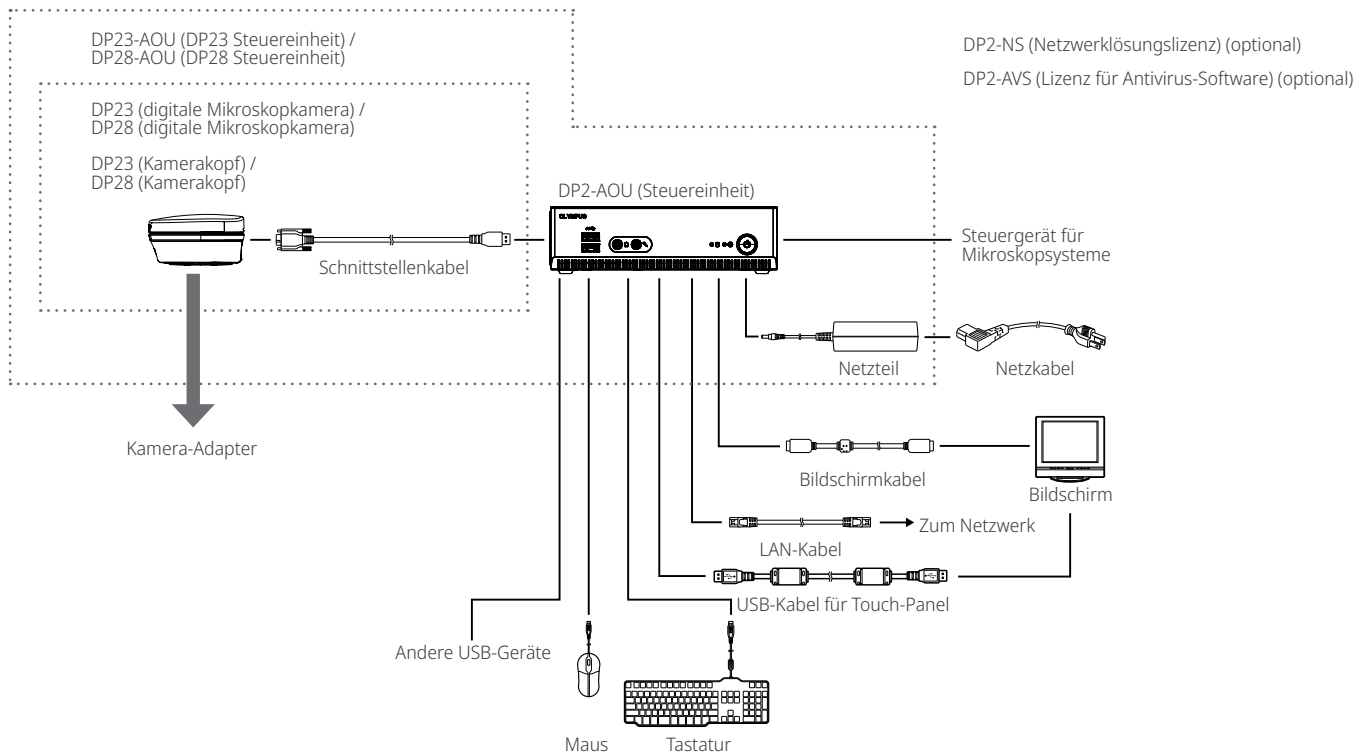 DP23-AOU (DP23 Steuereinheit) /
DP28-AOU (DP28 Steuereinheit)
DP2-NS (Netzwerklösungslizenz) (optional)
DP2-AVS (Lizenz für Antivirus-Software) (optional)
DP23 (digitale Mikroskopkamera) /
DP28 (digitale Mikroskopkamera)
DP23 (Kamerakopf) /
DP28 (Kamerakopf)
DP2-AOU (Steuereinheit)
OLYMPUS
Schnittstellenkabel
Steuergerät für
Mikroskopsysteme
Netzteil
Netzkabel
Kamera-Adapter
Bildschirmkabel
Bildschirm
Zum Netzwerk
LAN-Kabel
USB-Kabel für Touch-Panel
Andere USB-Geräte
Maus
Tastatur